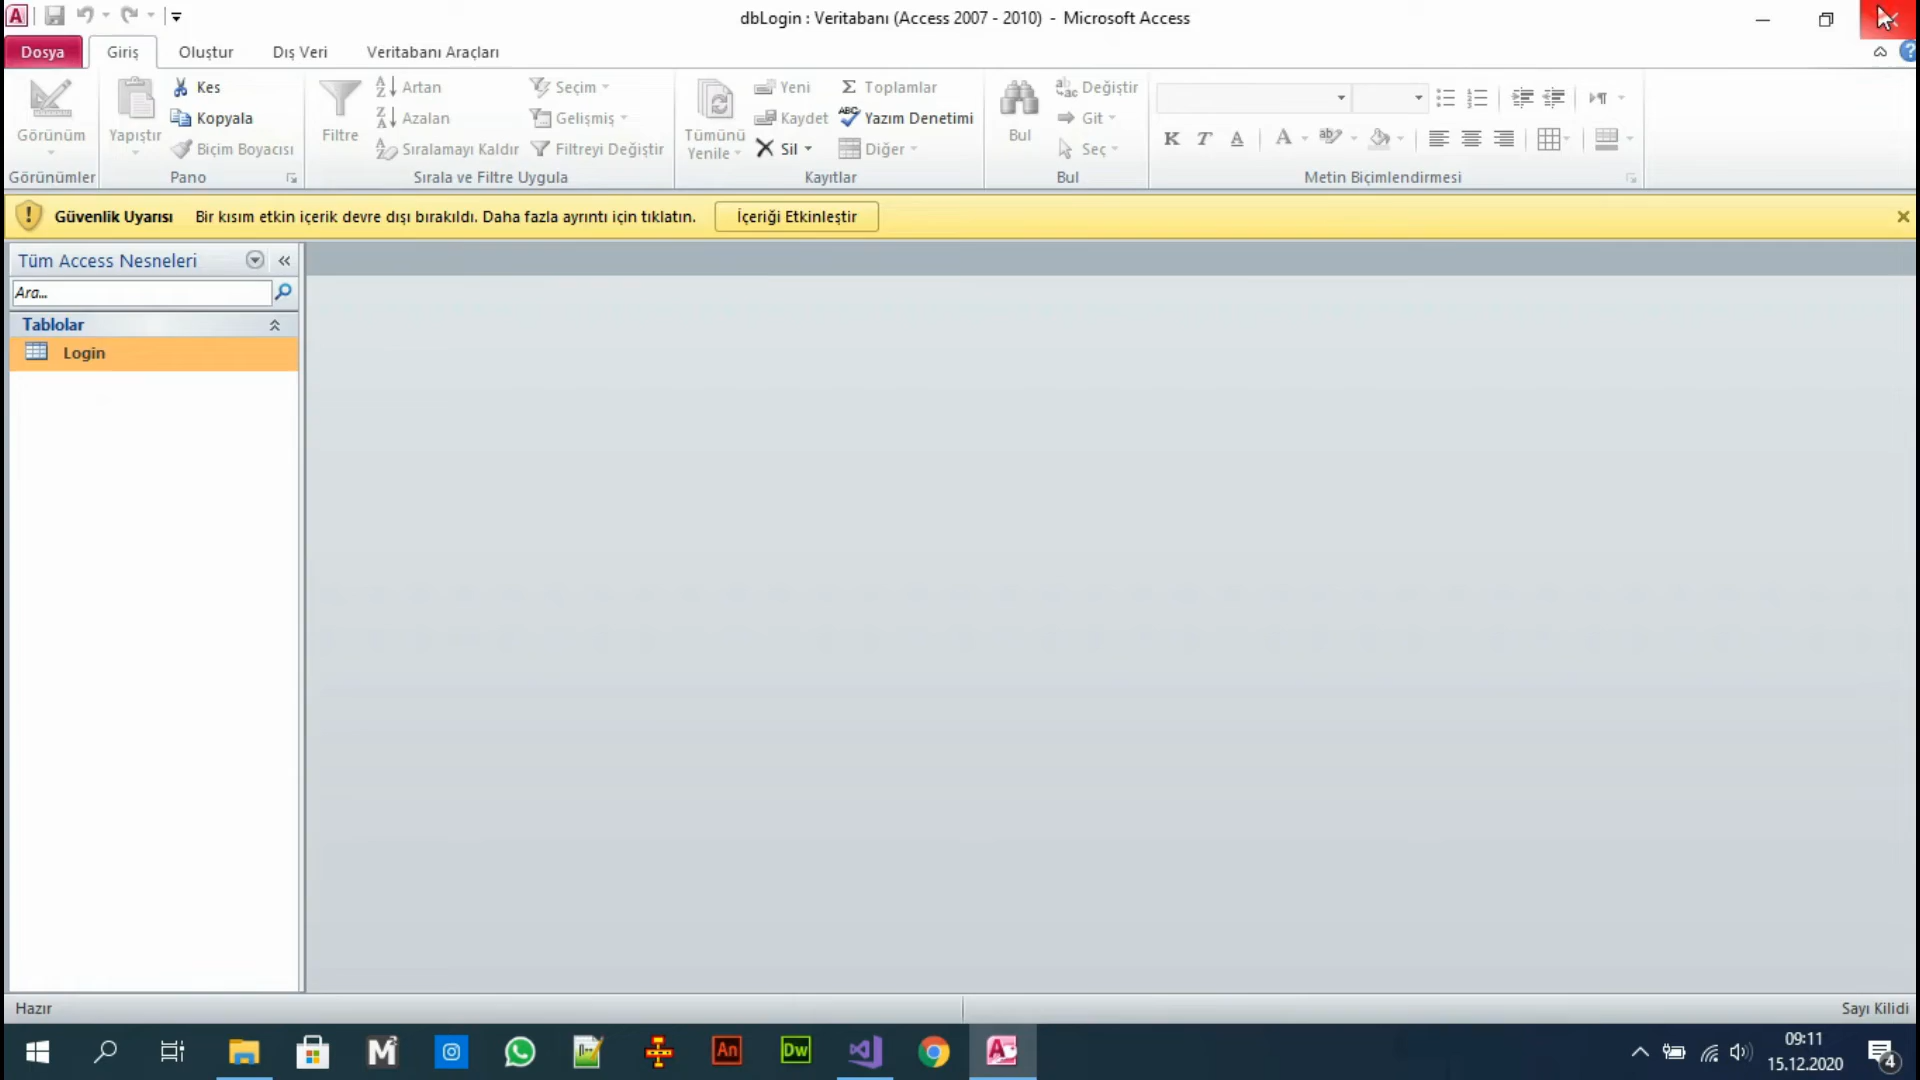 dbLogin : Veritabanı (Access 2007 - 2010) - Microsoft Access
Dosya Giriş Oluştur Dış Veri Veritabanı Araçları
Görünüm
Görünümler
Yapıştır
Kes
Kopyala
Biçim Boyacısı
Pano
Filtre
Artan
Azalan
Sıralamayı Kaldır
Seçim
Gelişmiş
Filtreyi Değiştir
Sırala ve Filtre Uygula
Tümünü
Yenile
Yeni
Kaydet
Sil
Toplamlar
Yazım Denetimi
Diğer
Kayıtlar
Bul
Değiştir
Git
Seç
Bul
K T A
Metin Biçimlendirmesi
Güvenlik Uyarısı Bir kısım etkin içerik devre dışı bırakıldı. Daha fazla ayrıntı için tıklatın. İçeriği Etkinleştir
Tüm Access Nesneleri
Ara...
Tablolar
Login
Hazır
Sayı Kilidi
09:11
15.12.2020
4